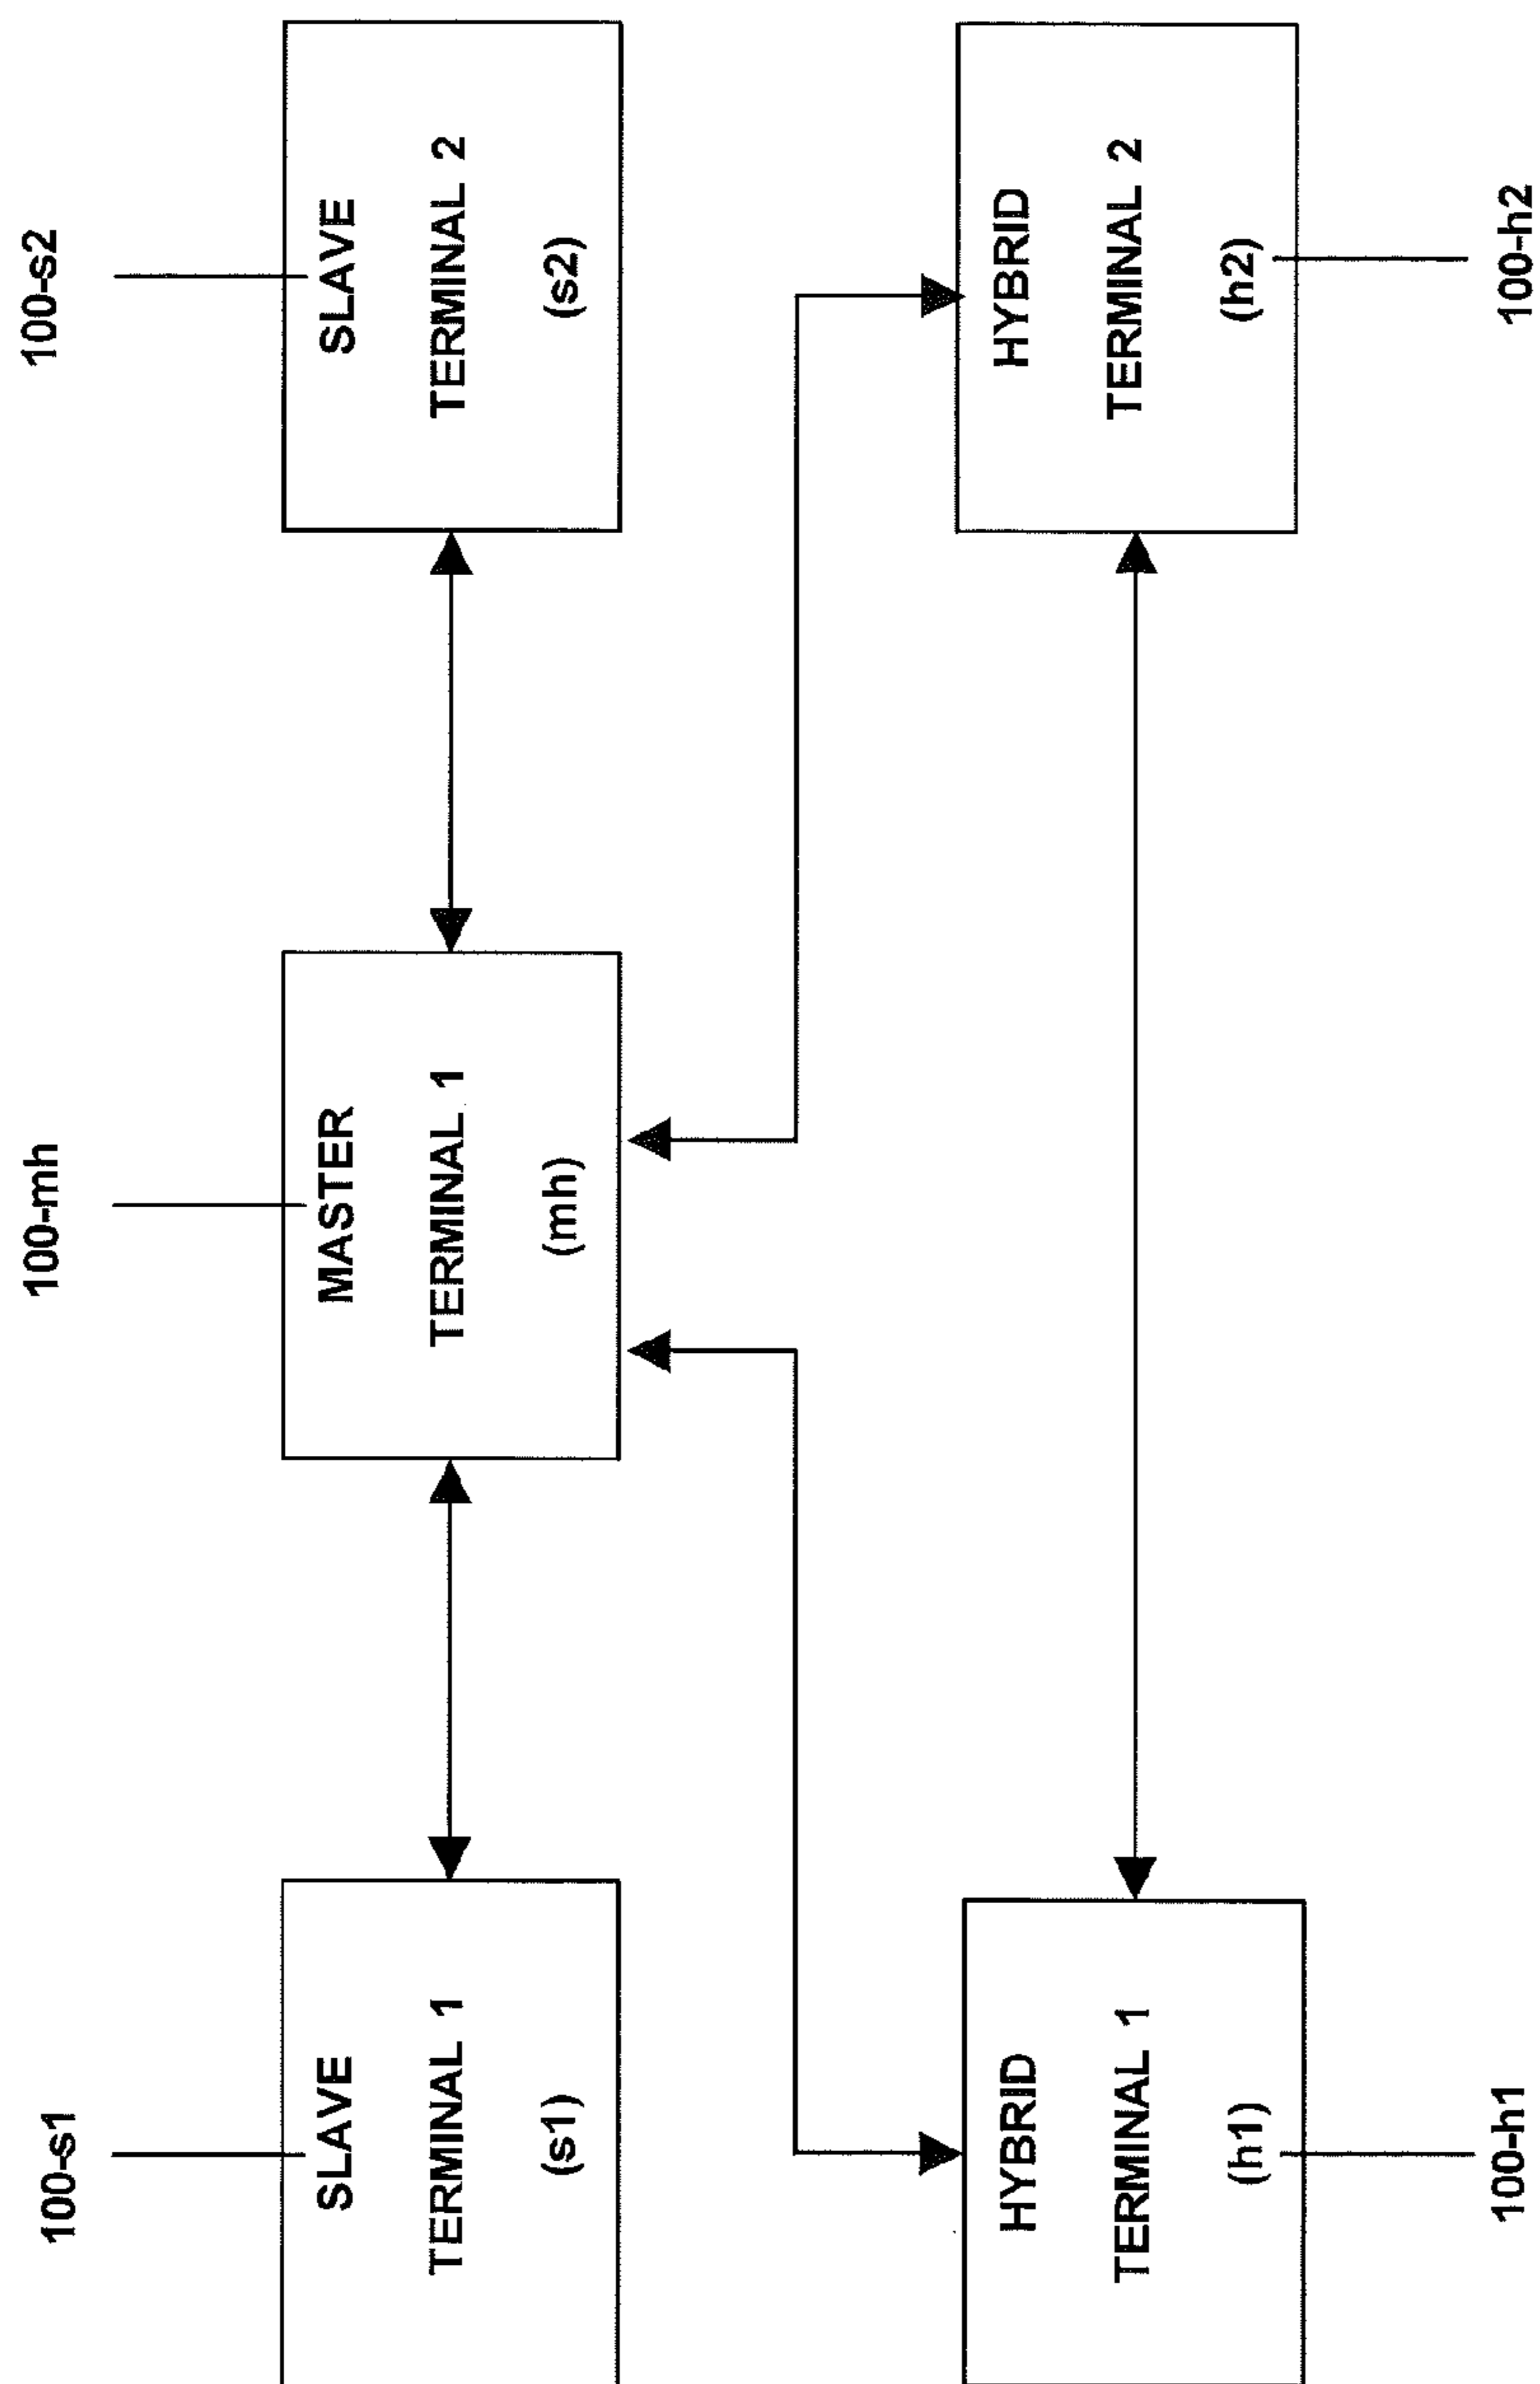 100-s1
100-mh
100-s2
SLAVE
TERMINAL 1
(s1)
MASTER
TERMINAL 1
(mh)
SLAVE
TERMINAL 2
(s2)
HYBRID
TERMINAL 1
(h1)
HYBRID
TERMINAL 2
(h2)
100-h1
100-h2